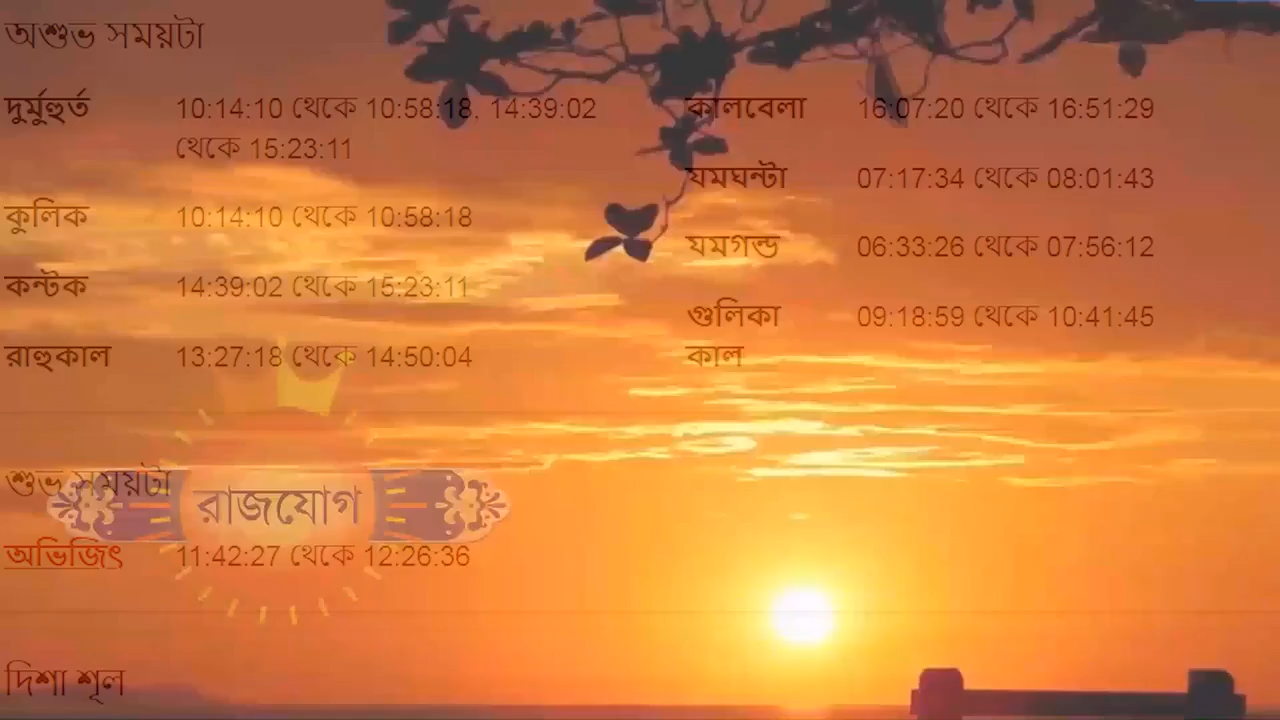 অশুভ সময়টা
দুর্মুহুর্ত 10:14:10 থেকে 10:58:18, 14:39:02
থেকে 15:23:11
কুলিক 10:14:10 থেকে 10:58:18
কন্টক 14:39:02 থেকে 15:23:11
রাহুকাল 13:27:18 থেকে 14:50:04
কালবেলা 16:07:20 থেকে 16:51:29
যমঘন্টা 07:17:34 থেকে 08:01:43
যমগন্ড 06:33:26 থেকে 07:56:12
গুলিকা 09:18:59 থেকে 10:41:45
কাল
শুভ সময়টা
রাজযোগ
অভিজিৎ 11:42:27 থেকে 12:26:36
দিশা শূল